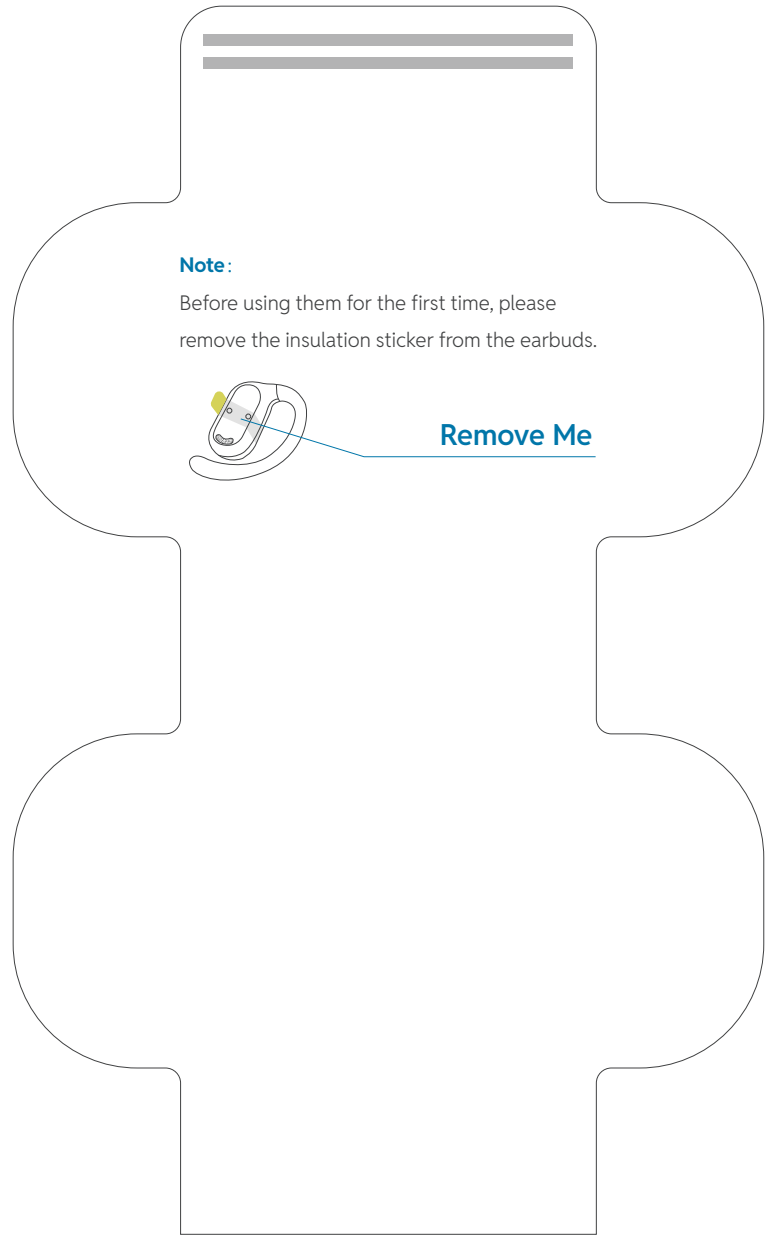 Note:
Before using them for the first time, please
remove the insulation sticker from the earbuds.
Remove Me